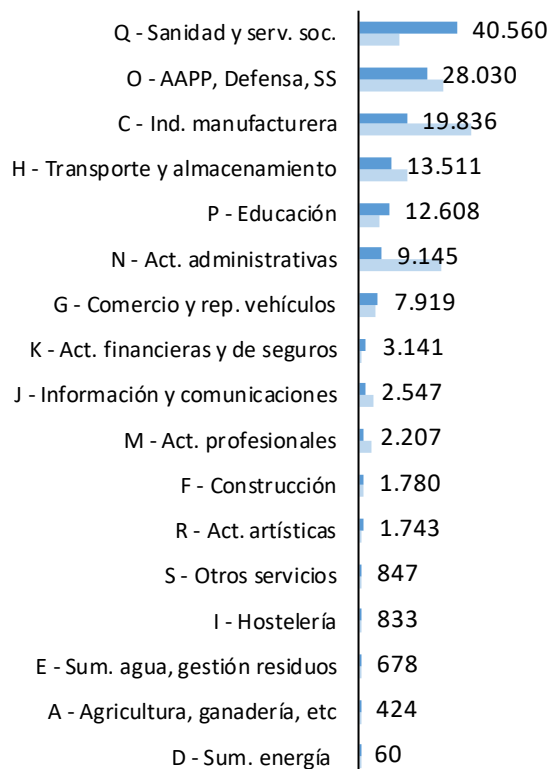 Q - Sanidad y serv. soc. 40.560
O - AAPP, Defensa, SS 28.030
C - Ind. manufacturera 19.836
H - Transporte y almacenamiento 13.511
P - Educación 12.608
N - Act. administrativas 9.145
G - Comercio y rep. vehículos 7.919
K - Act. financieras y de seguros 3.141
J - Información y comunicaciones 2.547
M - Act. profesionales 2.207
F - Construcción 1.780
R - Act. artísticas 1.743
S - Otros servicios 847
I - Hostelería 833
E - Sum. agua, gestión residuos 678
A - Agricultura, ganadería, etc 424
D - Sum. energía 60